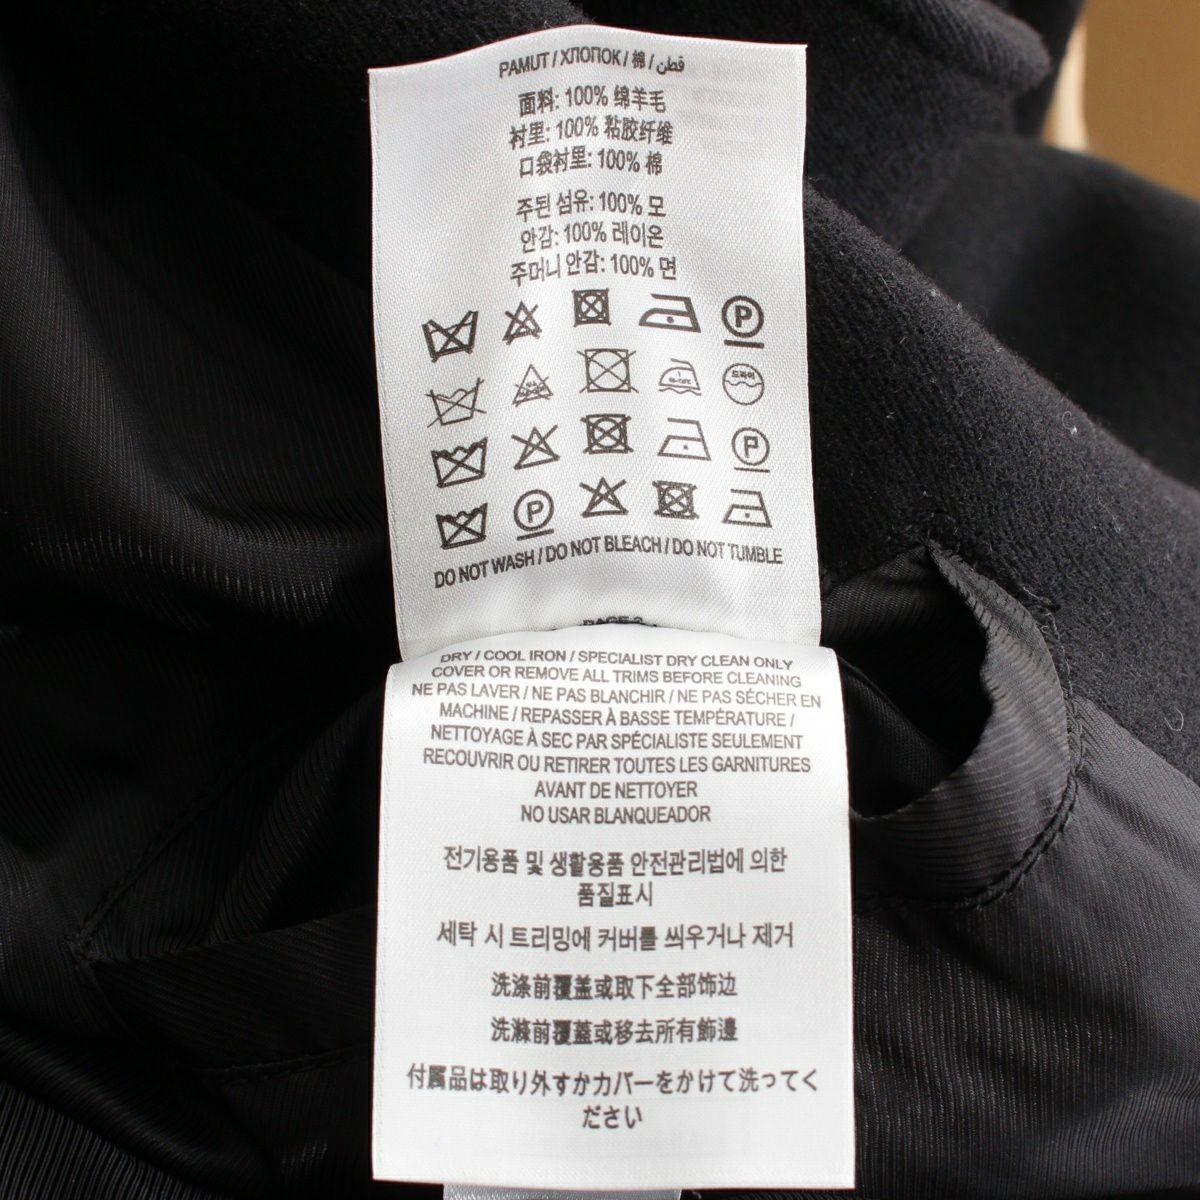 PAMUT / ХЛОПОК / 棉 / قطن
面料: 100% 绵羊毛
衬里: 100% 粘胶纤维
口袋衬里: 100% 棉
주된 섬유: 100% 모
안감: 100% 레이온
주머니 안감: 100% 면
P
드라이
P
P
DO NOT WASH / DO NOT BLEACH / DO NOT TUMBLE
DRY / COOL IRON / SPECIALIST DRY CLEAN ONLY
COVER OR REMOVE ALL TRIMS BEFORE CLEANING
NE PAS LAVER / NE PAS BLANCHIR / NE PAS SÉCHER EN
MACHINE / REPASSER À BASSE TEMPÉRATURE /
NETTOYAGE À SEC PAR SPÉCIALISTE SEULEMENT
RECOUVRIR OU RETIRER TOUTES LES GARNITURES
AVANT DE NETTOYER
NO USAR BLANQUEADOR
전기용품 및 생활용품 안전관리법에 의한
품질표시
세탁 시 트리밍에 커버를 씌우거나 제거
洗涤前覆盖或取下全部饰边
洗滌前覆蓋或移去所有飾邊
付属品は取り外すかカバーをかけて洗ってく
ださい